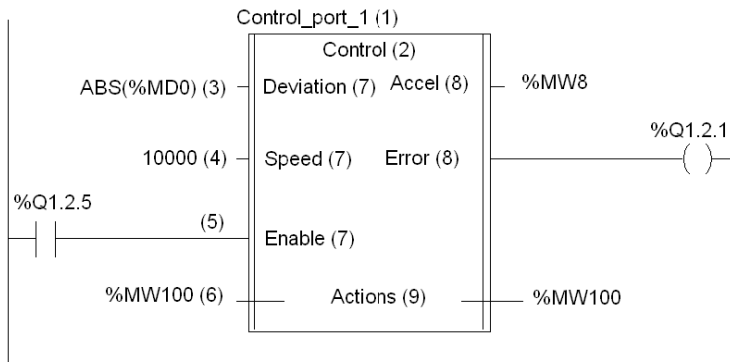 Control_port_1 (1)
Control (2)
ABS(%MD0) (3) Deviation (7) Accel (8) %MW8
%Q1.2.1
10000 (4) Speed (7) Error (8)
%Q1.2.5
(5)
Enable (7)
%MW100 (6) Actions (9) %MW100